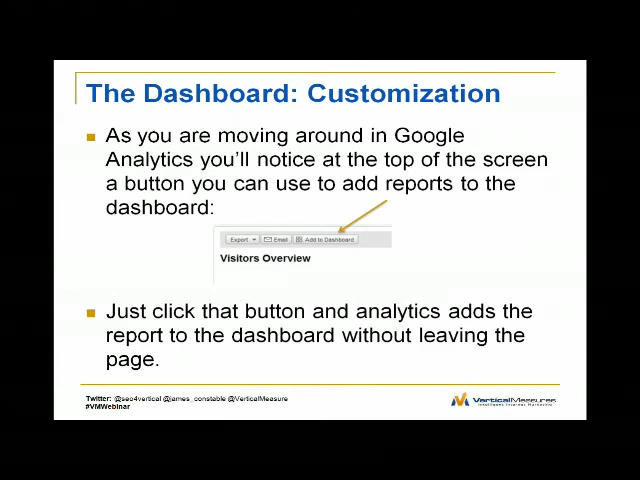 The Dashboard: Customization
As you are moving around in Google
Analytics you'll notice at the top of the screen
a button you can use to add reports to the
dashboard:
Export Email Add to Dashboard
Visitors Overview
Just click that button and analytics adds the
report to the dashboard without leaving the
page.
Twitter: @seo4vertical @james_constable @VerticalMeasure
#VMWebinar
VerticalMeasures
Intelligent Internet Marketing